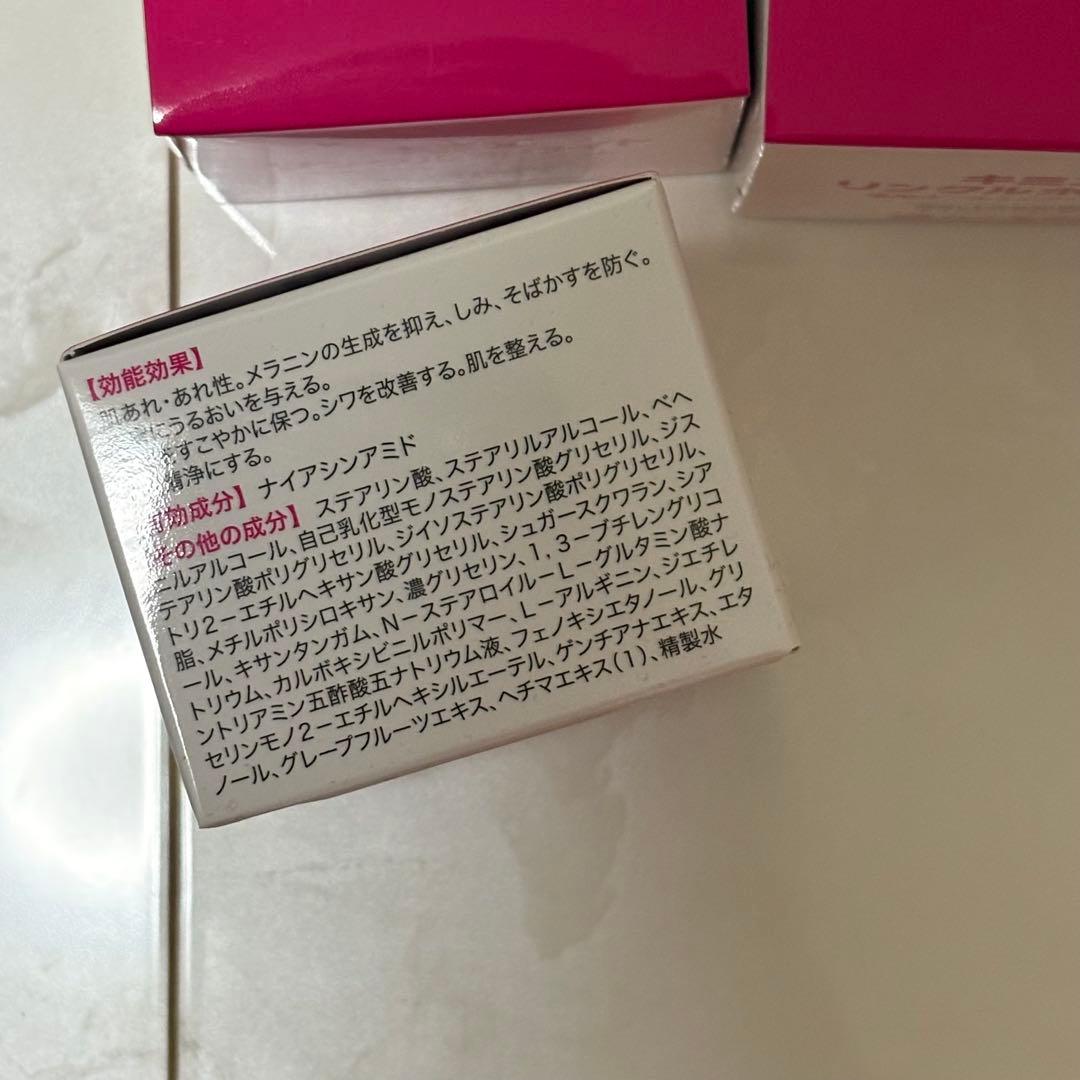 リンクル
【効能効果】
肌あれ・あれ性。メラニンの生成を抑え、しみ、そばかすを防ぐ。
にうるおいを与える。
すこやかに保つ。シワを改善する。肌を整える。
清浄にする。
効成分】 ナイアシンアミド
その他の成分】 ステアリン酸、ステアリルアルコール、ベヘ
ニルアルコール、自己乳化型モノステアリン酸グリセリル、ジス
テアリン酸ポリグリセリル、ジイソステアリン酸ポリグリセリル、
トリ2－エチルヘキサン酸グリセリル、シュガースクワラン、シア
脂、メチルポリシロキサン、濃グリセリン、1，3－ブチレングリコ
ール、キサンタンガム、N－ステアロイル－L－グルタミン酸ナ
トリウム、カルボキシビニルポリマー、L－アルギニン、ジエチレ
ントリアミン五酢酸五ナトリウム液、フェノキシエタノール、グリ
セリンモノ2－エチルヘキシルエーテル、ゲンチアナエキス、エタ
ノール、グレープフルーツエキス、ヘチマエキス（1）、精製水